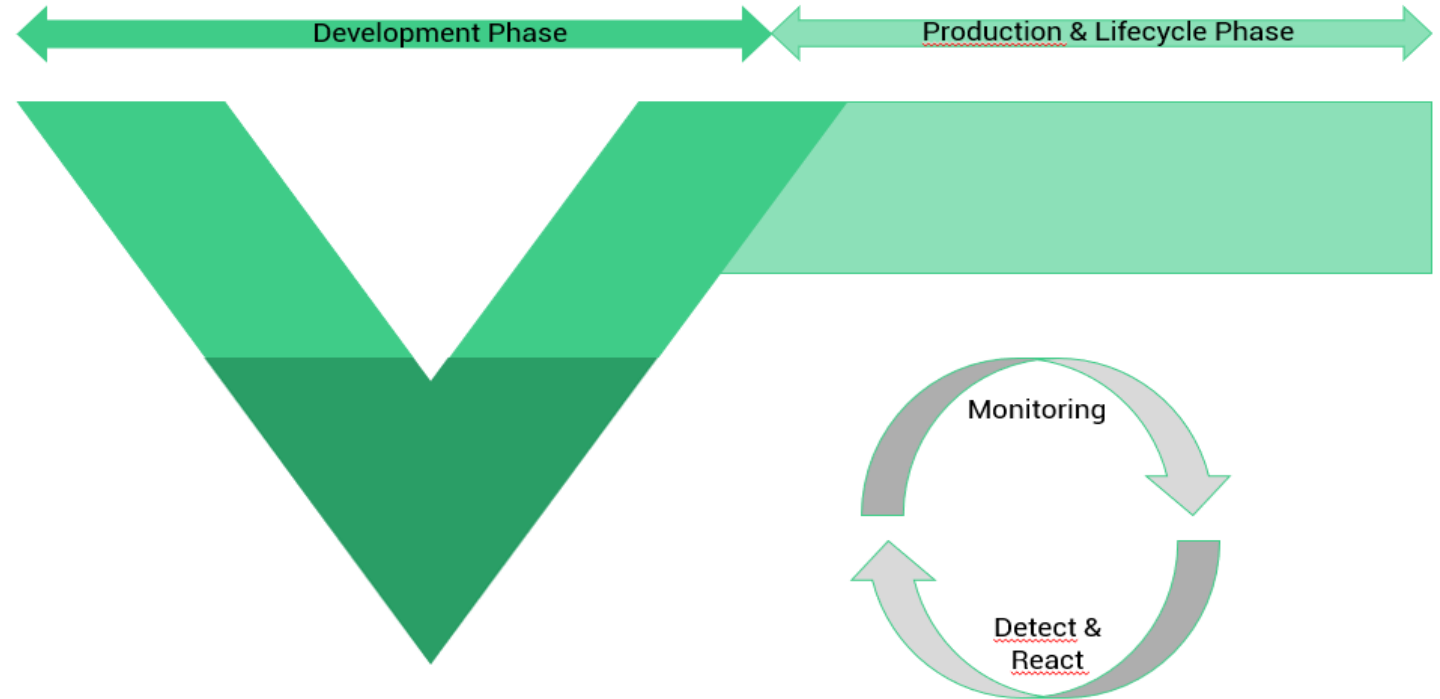 Development Phase
Production & Lifecycle Phase
Monitoring
Detect &
React